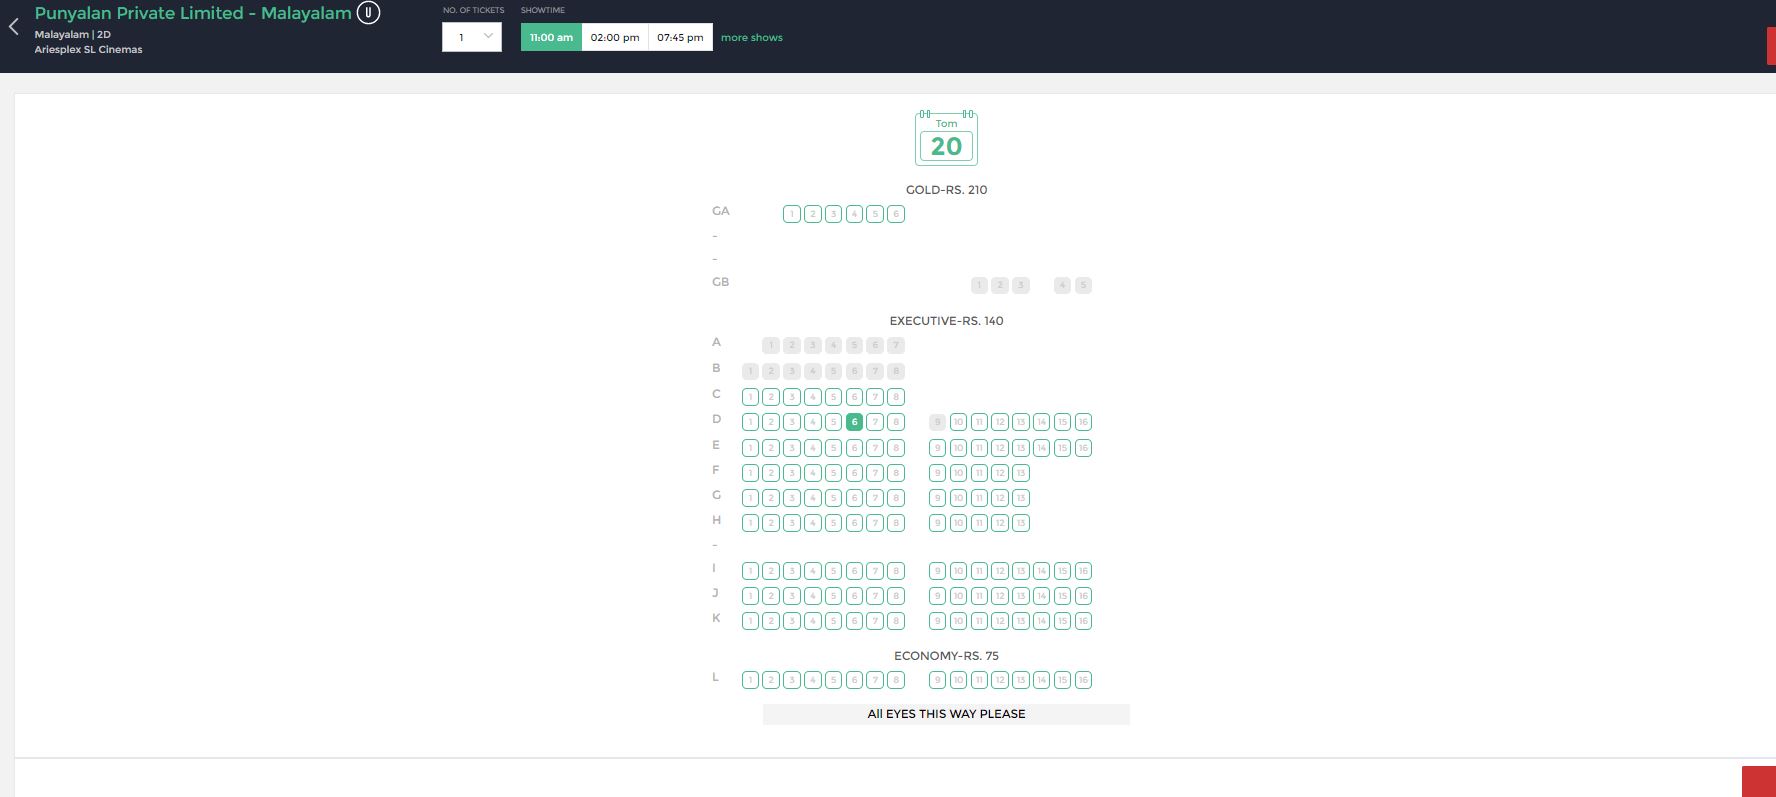 Punyalan Private Limited - Malayalam U
Malayalam | 2D
Ariesplex SL Cinemas
NO. OF TICKETS
1
SHOWTIME
11:00 am 02:00 pm 07:45 pm more shows
Tom
20
GOLD-RS. 210
GA 1 2 3 4 5 6
-
-
GB 1 2 3 4 5
EXECUTIVE-RS. 140
A 1 2 3 4 5 6 7
B 1 2 3 4 5 6 7 8
C 1 2 3 4 5 6 7 8
D 1 2 3 4 5 6 7 8 9 10 11 12 13 14 15 16
E 1 2 3 4 5 6 7 8 9 10 11 12 13 14 15 16
F 1 2 3 4 5 6 7 8 9 10 11 12 13
G 1 2 3 4 5 6 7 8 9 10 11 12 13
H 1 2 3 4 5 6 7 8 9 10 11 12 13
-
I 1 2 3 4 5 6 7 8 9 10 11 12 13 14 15 16
J 1 2 3 4 5 6 7 8 9 10 11 12 13 14 15 16
K 1 2 3 4 5 6 7 8 9 10 11 12 13 14 15 16
ECONOMY-RS. 75
L 1 2 3 4 5 6 7 8 9 10 11 12 13 14 15 16
All EYES THIS WAY PLEASE